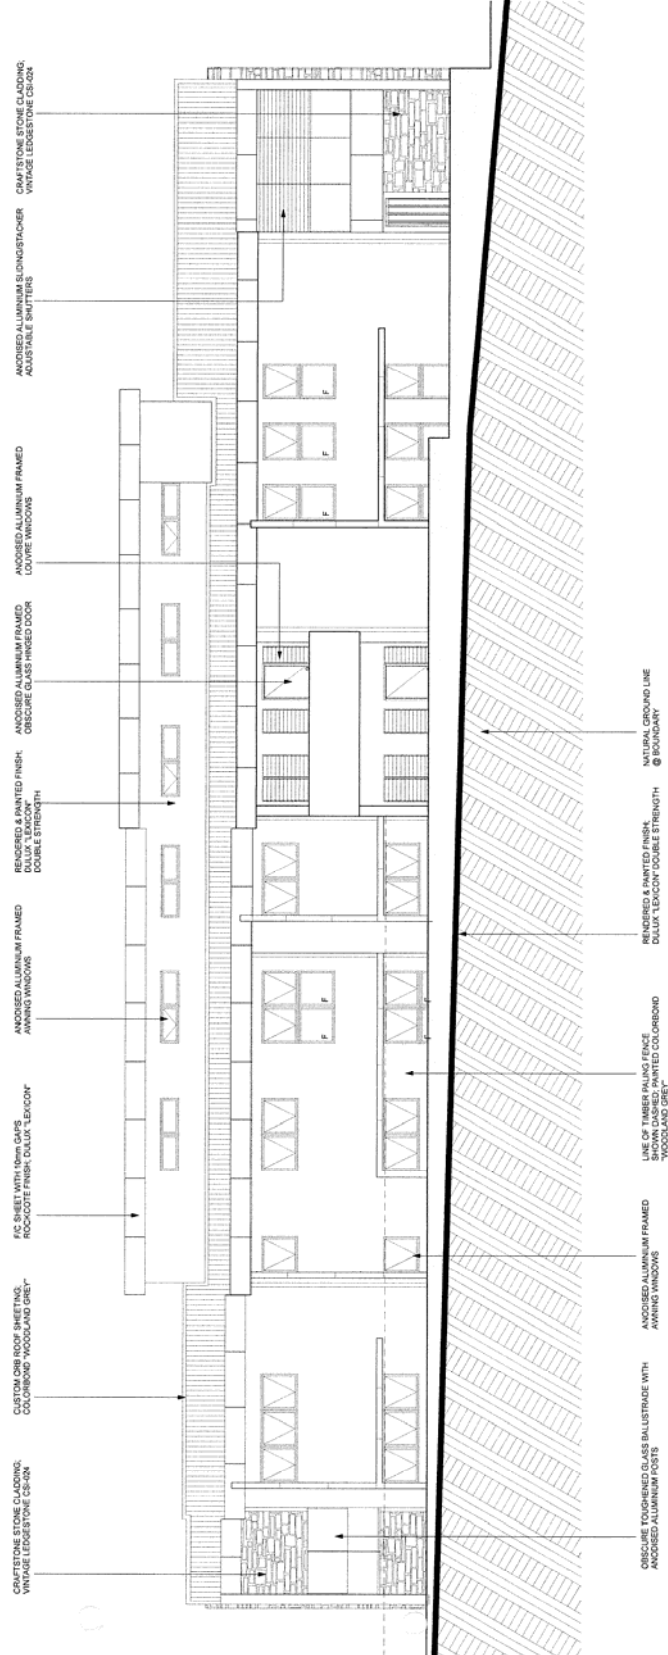 CRAFTSTONE STONE CLADDING;
VINTAGE LEDGESTONE CSI-024
CUSTOM ORB ROOF SHEETING;
COLORBOND "WOODLAND GREY"
F/C SHEET WITH 10mm GAPS
ROCKCOTE FINISH; DULUX "LEXICON"
ANODISED ALUMINIUM FRAMED
AWNING WINDOWS
RENDERED & PAINTED FINISH;
DULUX "LEXICON"
DOUBLE STRENGTH
ANODISED ALUMINIUM FRAMED
OBSCURE GLASS HINGED DOOR
ANODISED ALUMINIUM FRAMED
LOUVRE WINDOWS
ANODISED ALUMINIUM SLIDING/STACKER
ADJUSTABLE SHUTTERS
CRAFTSTONE STONE CLADDING;
VINTAGE LEDGESTONE CSI-024
F
F
F
F
F
F
F
OBSCURE TOUGHENED GLASS BALLISTRADE WITH
ANODISED ALUMINIUM POSTS
ANODISED ALUMINIUM FRAMED
AWNING WINDOWS
LINE OF TIMBER PALING FENCE
SHOWN DASHED; PAINTED COLORBOND
"WOODLAND GREY"
RENDERED & PAINTED FINISH;
DULUX "LEXICON" DOUBLE STRENGTH
NATURAL GROUND LINE
@ BOUNDARY